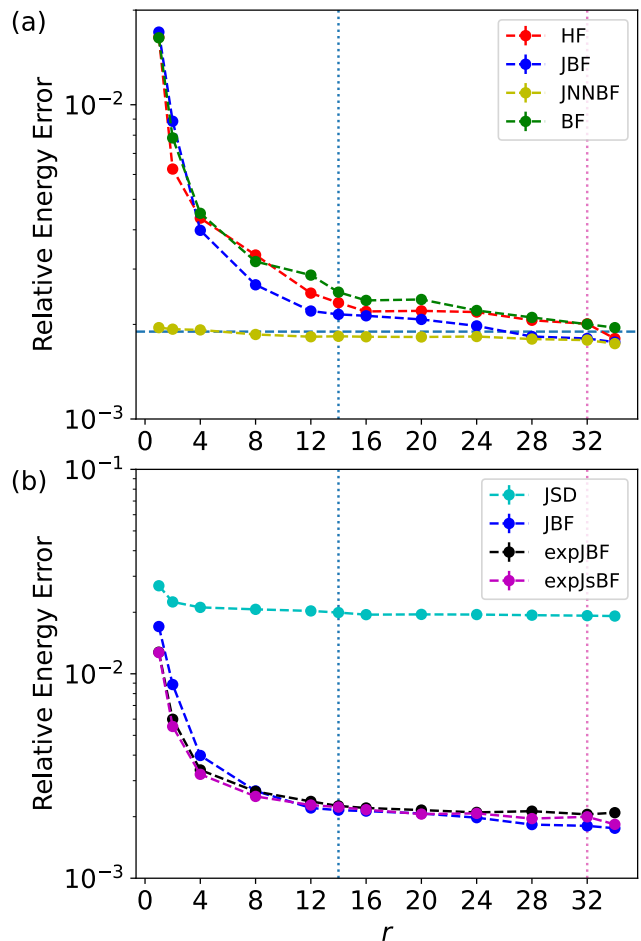 (a)
Relative Energy Error
10⁻²
10⁻³
HF
JBF
JNNBF
BF
0 4 8 12 16 20 24 28 32
(b)
Relative Energy Error
10⁻¹
10⁻²
10⁻³
JSD
JBF
expJBF
expJsBF
0 4 8 12 16 20 24 28 32
r